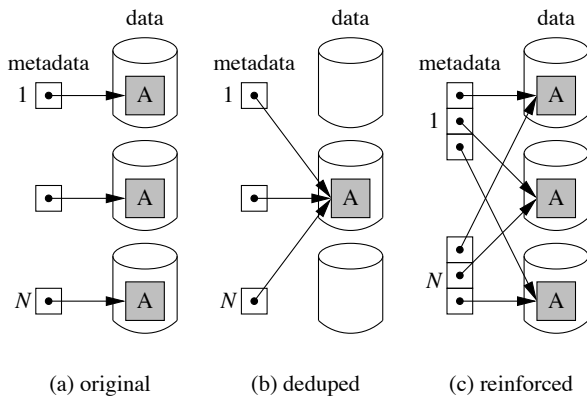 data data data
metadata metadata metadata
A A
1 1 1
A A A
N A N N A
(a) original (b) deduped (c) reinforced